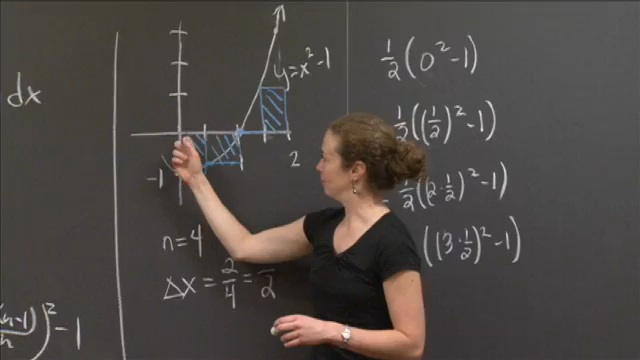 dx
y=x²-1
-1
2
n=4
Δx = 2/4 = /2
½(0²-1)
½((½)²-1)
½(2·½)²-1)
((3·½)²-1)
)²-1